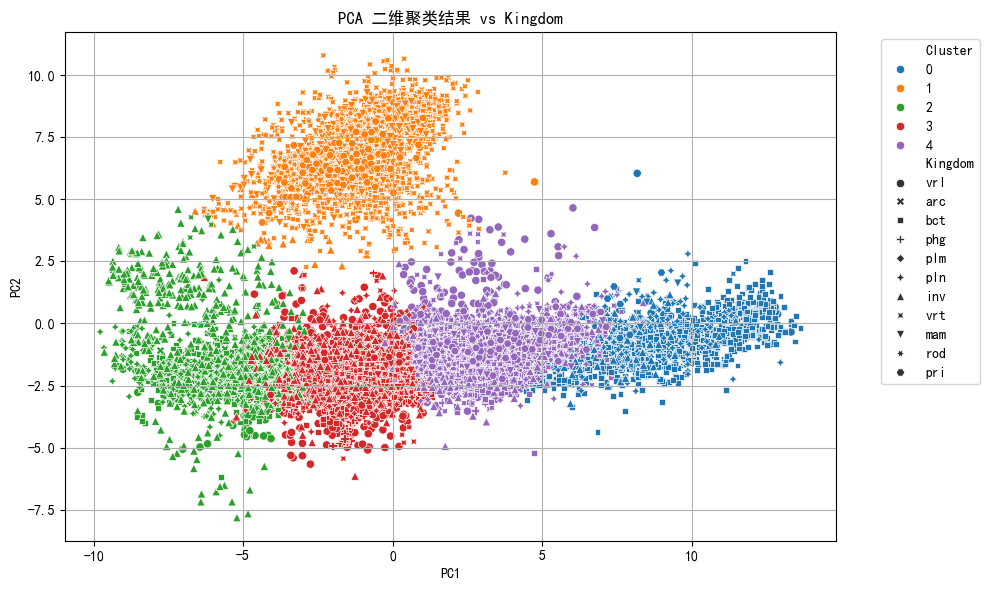 PCA 二维聚类结果 vs Kingdom
PC2
10.0
7.5
5.0
2.5
0.0
−2.5
−5.0
−7.5
−10
−5
0
5
10
PC1
Cluster
0
1
2
3
4
Kingdom
vrl
arc
bct
phg
plm
pln
inv
vrt
mam
rod
pri